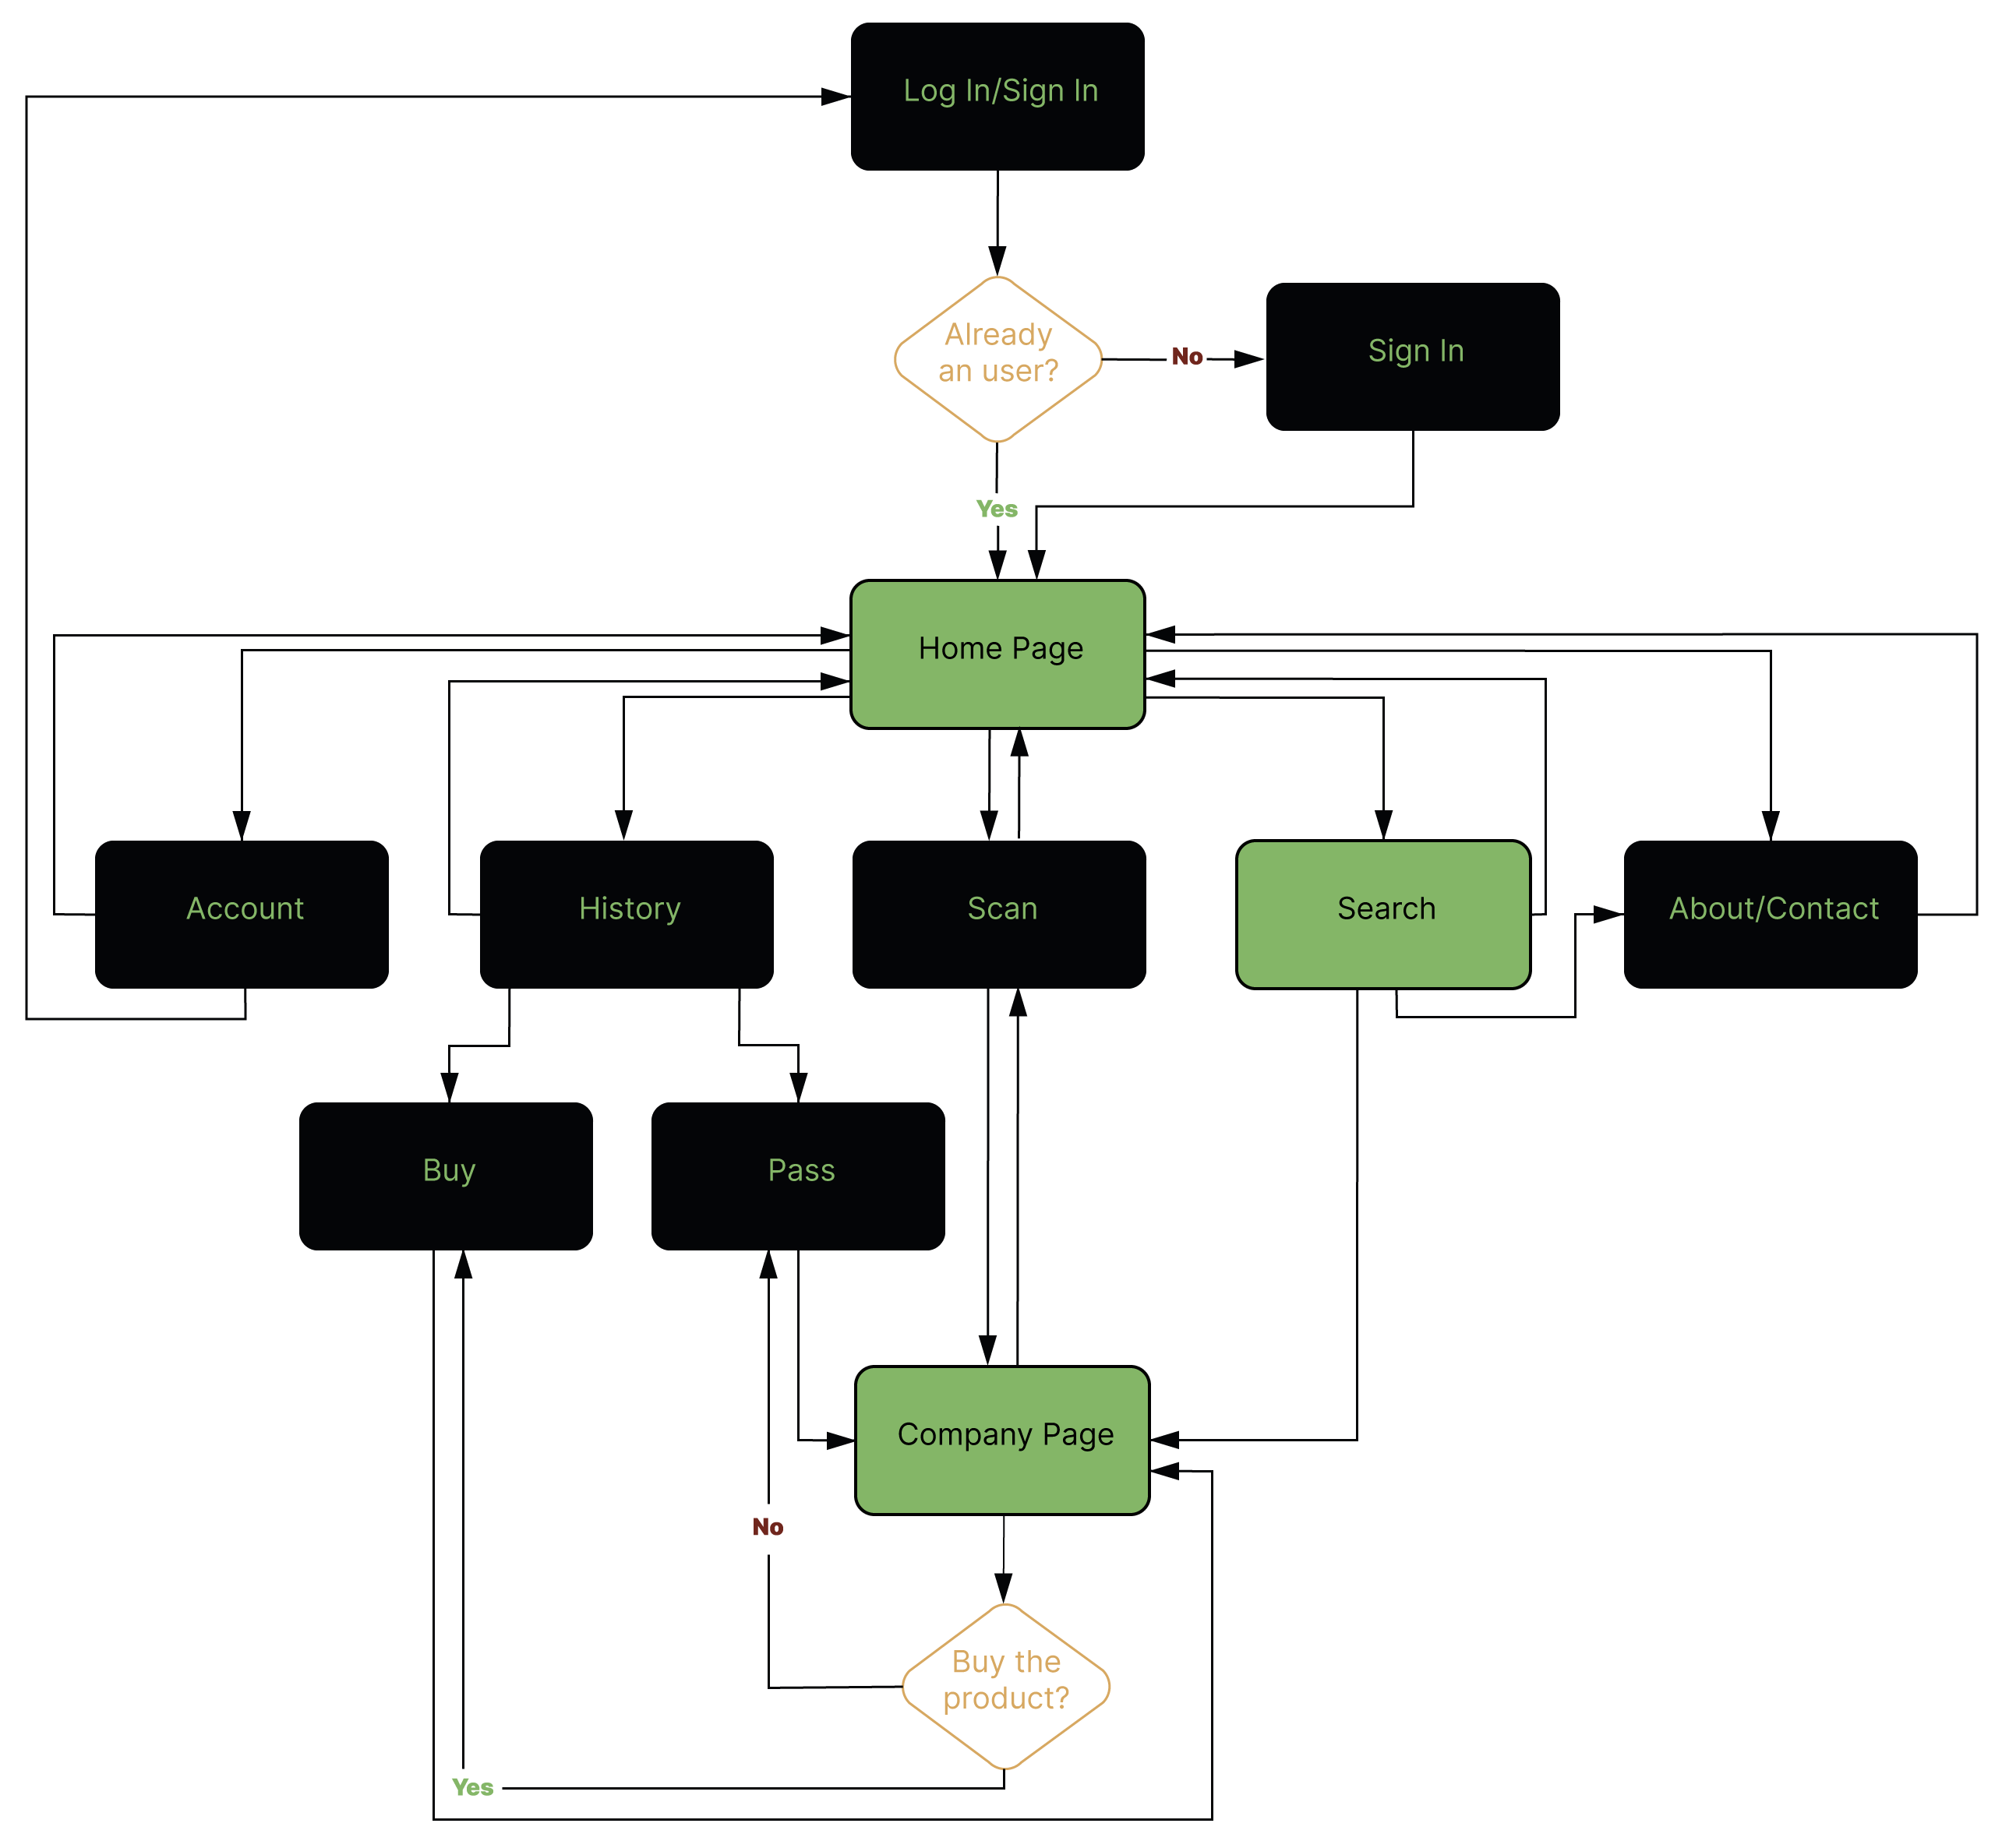 Log In/Sign In
Already
an user?
No
Sign In
Yes
Home Page
Account
History
Scan
Search
About/Contact
Buy
Pass
Company Page
No
Buy the
product?
Yes